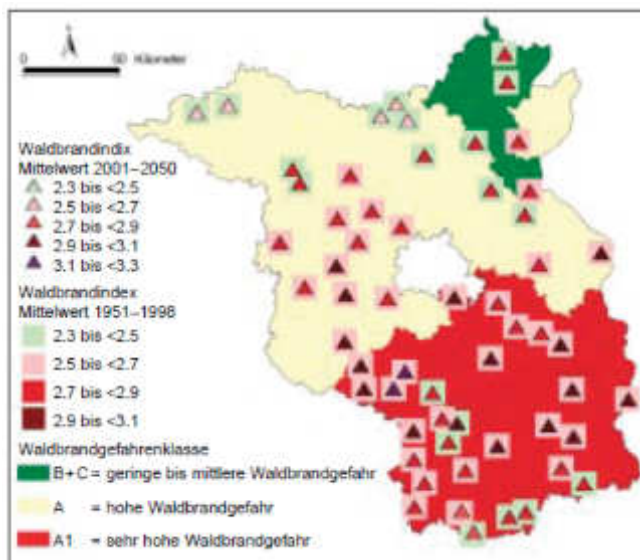 0 50 Kilometer
Waldbrandindix
Mittelwert 2001–2050
2.3 bis <2.5
2.5 bis <2.7
2.7 bis <2.9
2.9 bis <3.1
3.1 bis <3.3
Waldbrandindex
Mittelwert 1951–1998
2.3 bis <2.5
2.5 bis <2.7
2.7 bis <2.9
2.9 bis <3.1
Waldbrandgefahrenklasse
B+C = geringe bis mittlere Waldbrandgefahr
A = hohe Waldbrandgefahr
A1 = sehr hohe Waldbrandgefahr